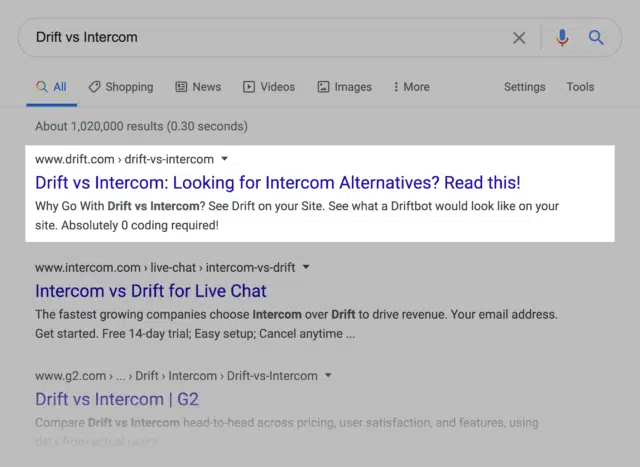 Drift vs Intercom
All Shopping News Videos Images More Settings Tools
About 1,020,000 results (0.30 seconds)
www.drift.com › drift-vs-intercom
Drift vs Intercom: Looking for Intercom Alternatives? Read this!
Why Go With Drift vs Intercom? See Drift on your Site. See what a Driftbot would look like on your
site. Absolutely 0 coding required!
www.intercom.com › live-chat › intercom-vs-drift
Intercom vs Drift for Live Chat
The fastest growing companies choose Intercom over Drift to drive revenue. Your email address.
Get started. Free 14-day trial; Easy setup; Cancel anytime ...
www.g2.com › ... › Drift › Intercom › Drift-vs-Intercom
Drift vs Intercom | G2
Compare Drift vs Intercom head-to-head across pricing, user satisfaction, and features, using
data from actual users.